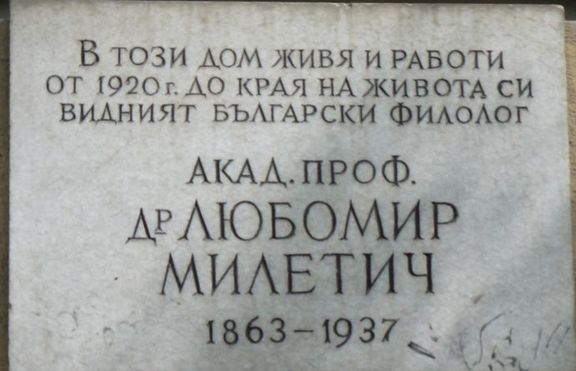 В ТОЗИ ДОМ ЖИВЯ И РАБОТИ
ОТ 1920 г. ДО КРАЯ НА ЖИВОТА СИ
ВИДНИЯТ БЪЛГАРСКИ ФИЛОЛОГ
АКАД. ПРОФ.
ДР ЛЮБОМИР
МИЛЕТИЧ
1863-1937